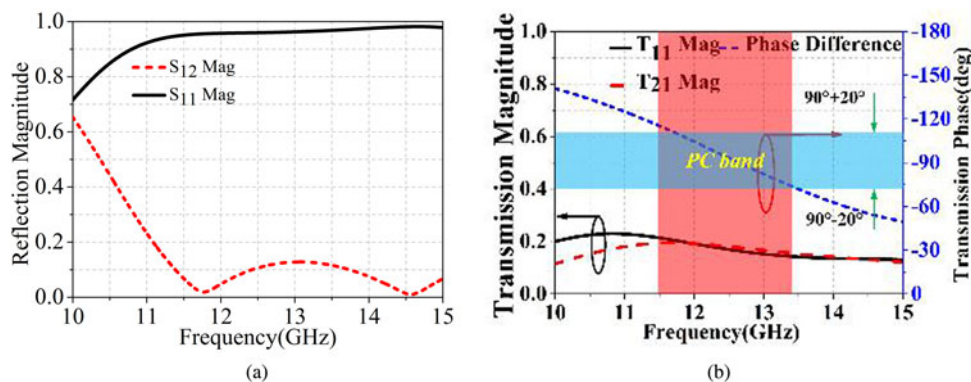 1.0
0.8
0.6
0.4
0.2
0.0
Reflection Magnitude
S12 Mag
S11 Mag
10 11 12 13 14 15
Frequency(GHz)
(a)
b)
1.0
0.8
0.6
0.4
0.2
0.0
Transmission Magnitude
T11 Mag
Phase Difference
T21 Mag
90°+20°
PC band
90°-20°
-180
-150
-120
-90
-60
-30
0
Transmission Phase(deg)
10 11 12 13 14 15
Frequency(GHz)
(b)